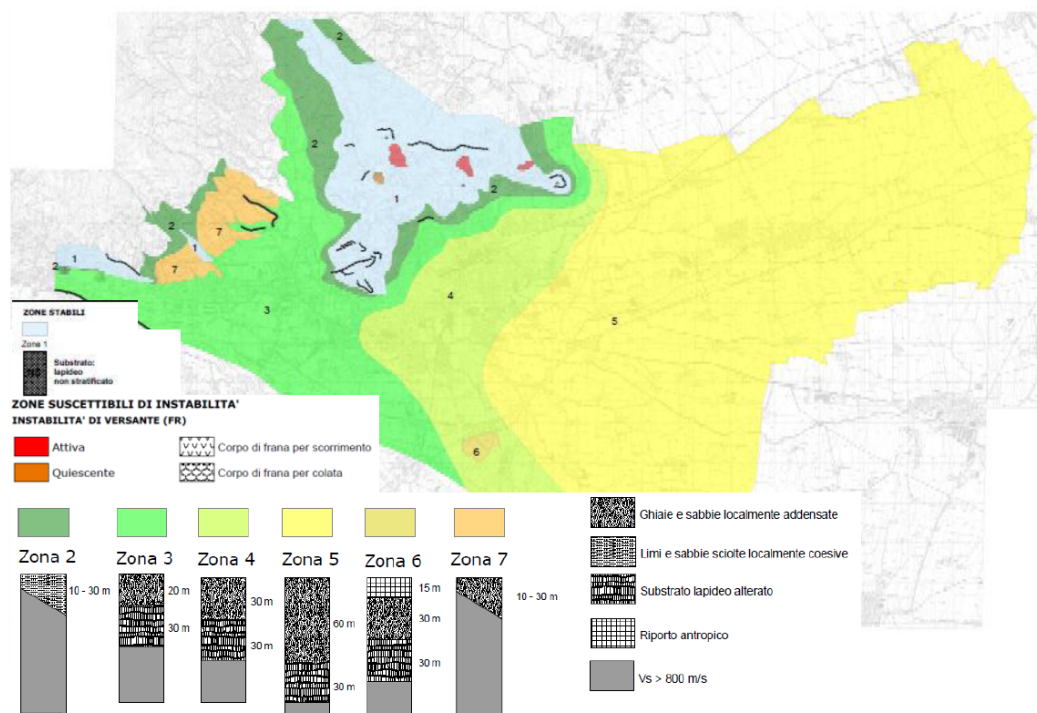 2
2
2
1
2
7
1
7
2
1
2
3
4
5
6
ZONE STABILI
Zone 1
Substrato:
lapideo
non stratificato
ZONE SUSCETTIBILI DI INSTABILITA'
INSTABILITA' DI VERSANTE (FR)
Attiva
Corpo di frana per scorrimento
Quiescente
Corpo di frana per colata
Zona 2
Zona 3
Zona 4
Zona 5
Zona 6
Zona 7
10 - 30 m
20 m
30 m
30 m
30 m
60 m
30 m
15 m
30 m
30 m
10 - 30 m
Ghiaie e sabbie localmente addensate
Limi e sabbie sciolte localmente coesive
Substrato lapideo alterato
Riporto antropico
Vs > 800 m/s